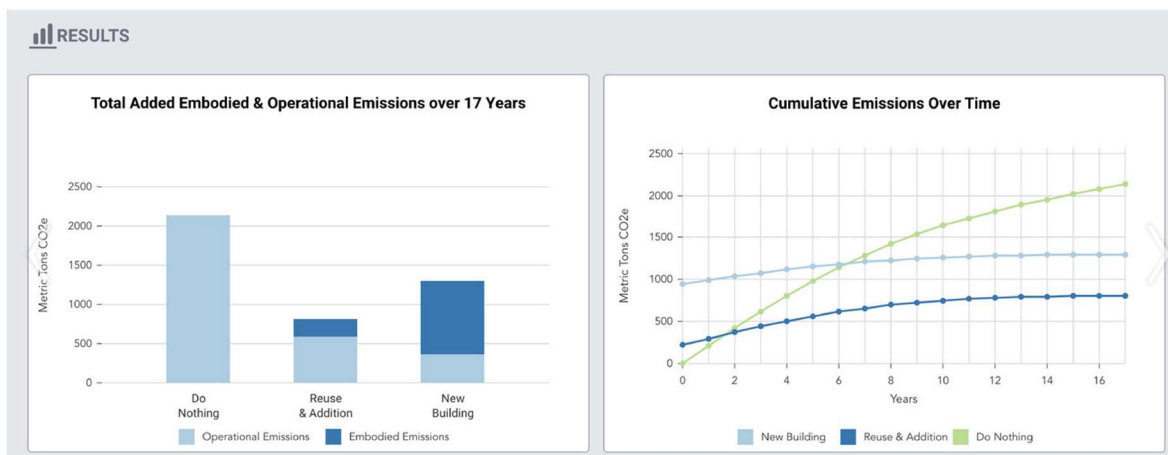 RESULTS
Total Added Embodied & Operational Emissions over 17 Years
Metric Tons CO2e
2500
2000
1500
1000
500
0
Do
Nothing
Reuse
& Addition
New
Building
Operational Emissions
Embodied Emissions
Cumulative Emissions Over Time
Metric Tons CO2e
2500
2000
1500
1000
500
0
0 2 4 6 8 10 12 14 16
Years
New Building
Reuse & Addition
Do Nothing